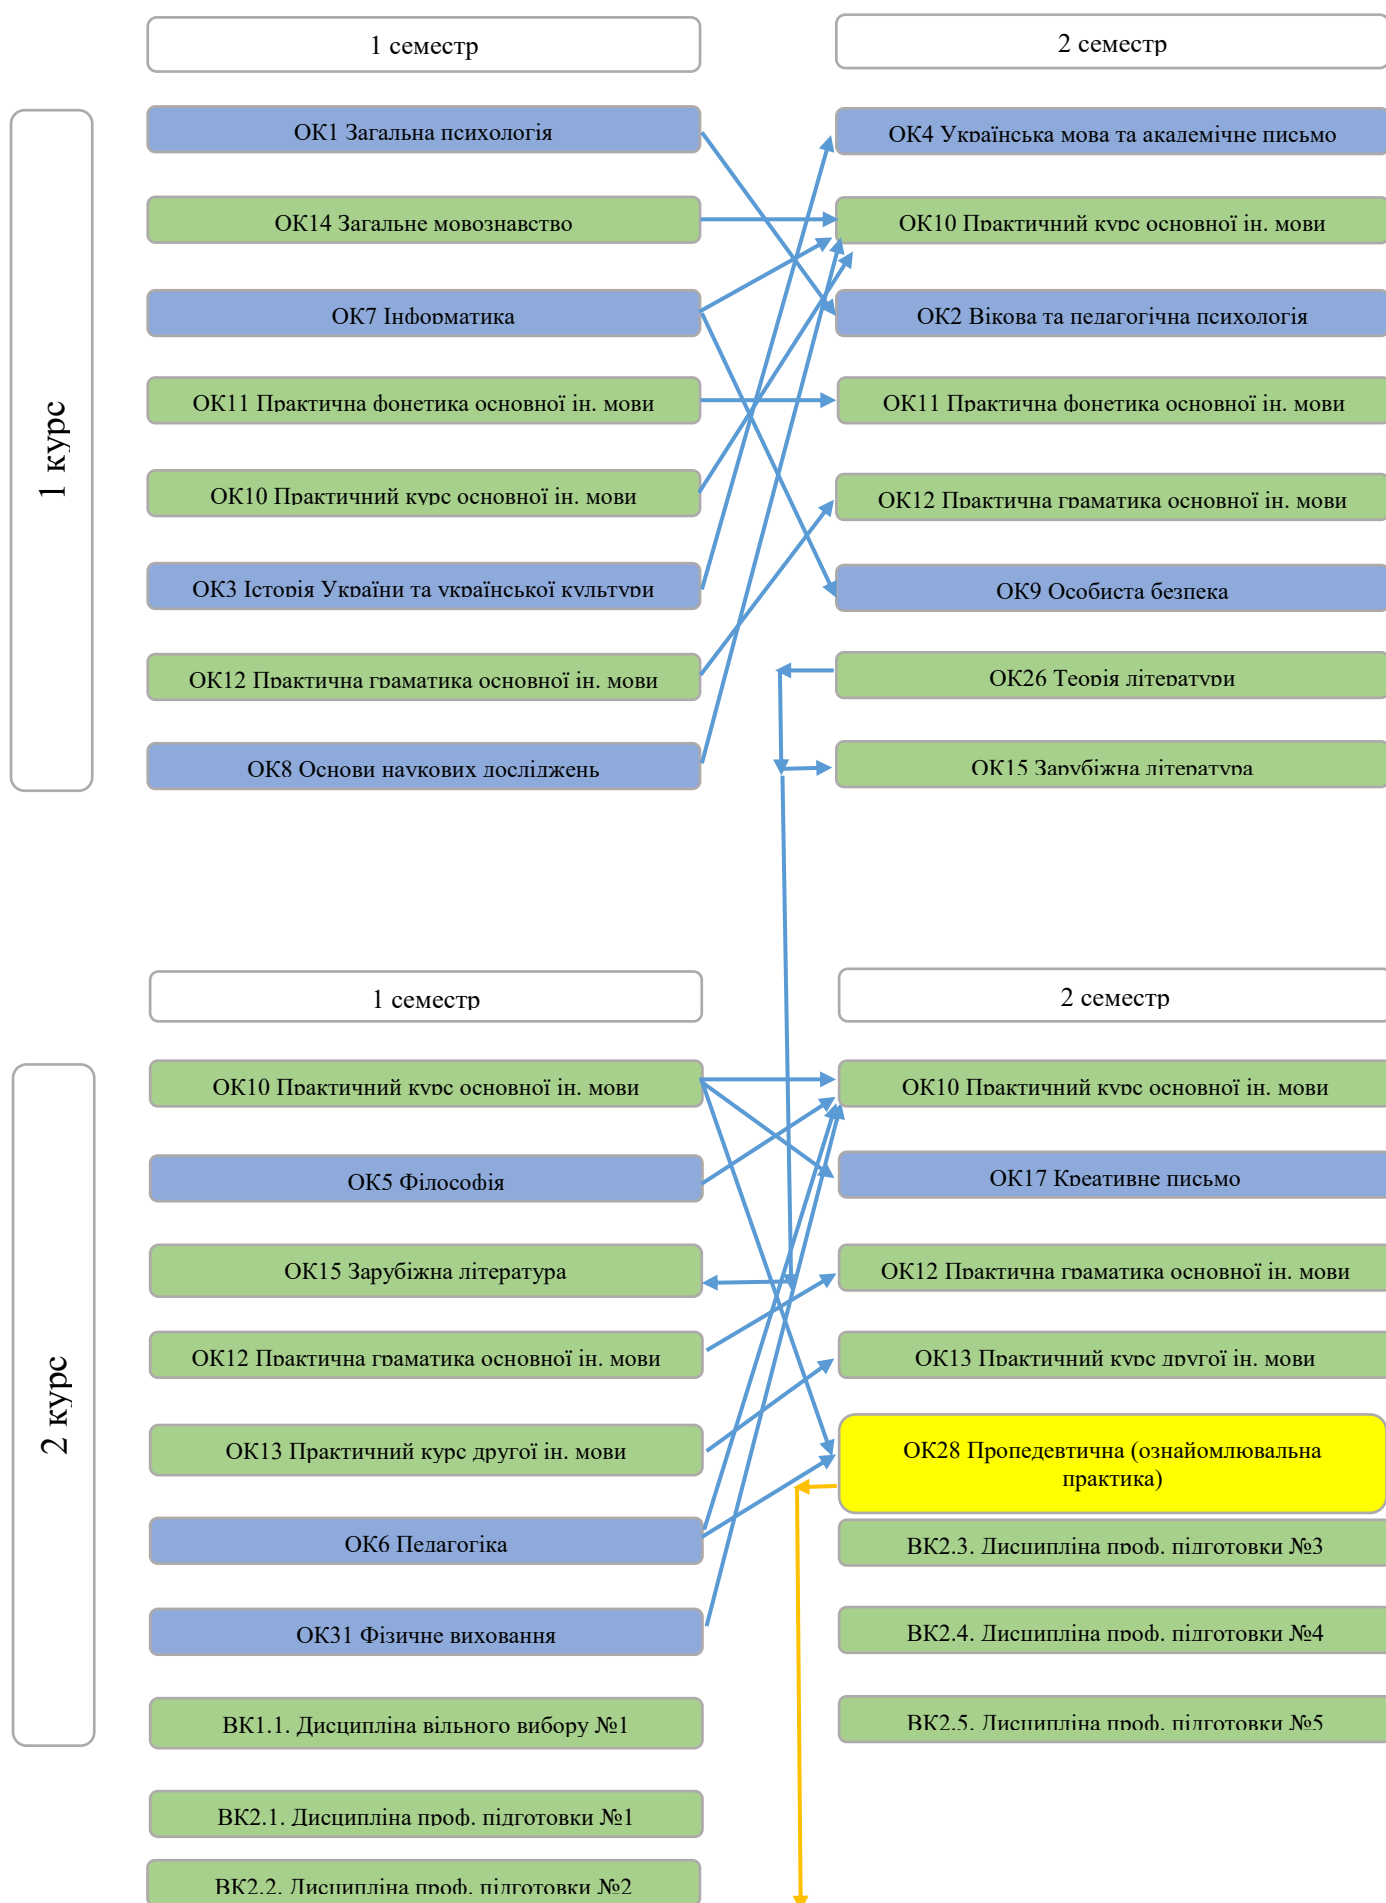 1 семестр
2 семестр
1 курс
ОК1 Загальна психологія
ОК4 Українська мова та академічне письмо
ОК14 Загальне мовознавство
ОК10 Практичний курс основної ін. мови
ОК7 Інформатика
ОК2 Вікова та педагогічна психологія
ОК11 Практична фонетика основної ін. мови
ОК11 Практична фонетика основної ін. мови
ОК10 Практичний курс основної ін. мови
ОК12 Практична граматика основної ін. мови
ОК3 Історія України та української культури
ОК9 Особиста безпека
ОК12 Практична граматика основної ін. мови
ОК26 Теорія літератури
ОК8 Основи наукових досліджень
ОК15 Зарубіжна література
1 семестр
2 семестр
2 курс
ОК10 Практичний курс основної ін. мови
ОК10 Практичний курс основної ін. мови
ОК5 Філософія
ОК17 Креативне письмо
ОК15 Зарубіжна література
ОК12 Практична граматика основної ін. мови
ОК12 Практична граматика основної ін. мови
ОК13 Практичний курс другої ін. мови
ОК13 Практичний курс другої ін. мови
ОК28 Пропедевтична (ознайомлювальна
практика)
ОК6 Педагогіка
ВК2.3. Дисципліна проф. підготовки №3
ОК31 Фізичне виховання
ВК2.4. Дисципліна проф. підготовки №4
ВК1.1. Дисципліна вільного вибору №1
ВК2.5. Дисципліна проф. підготовки №5
ВК2.1. Дисципліна проф. підготовки №1
ВК2.2. Дисципліна проф. підготовки №2